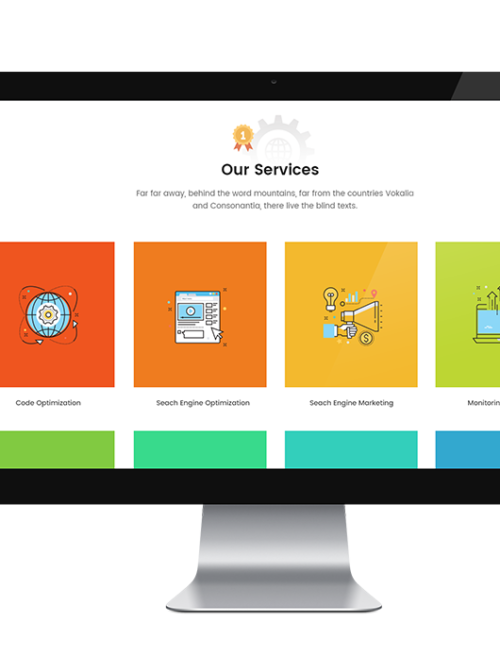 1
Our Services
Far far away, behind the word mountains, far from the countries Vokalia
and Consonantia, there live the blind texts.
$
Code Optimization
Seach Engine Optimization
Seach Engine Marketing
Monitorin